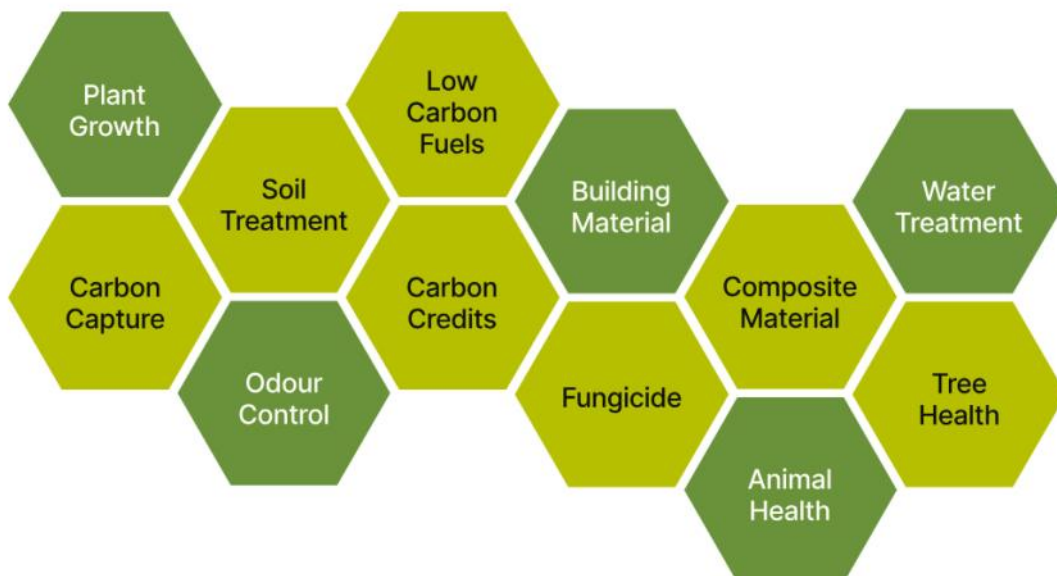 Plant
Growth
Low
Carbon
Fuels
Soil
Treatment
Building
Material
Water
Treatment
Carbon
Capture
Carbon
Credits
Composite
Material
Odour
Control
Fungicide
Tree
Health
Animal
Health